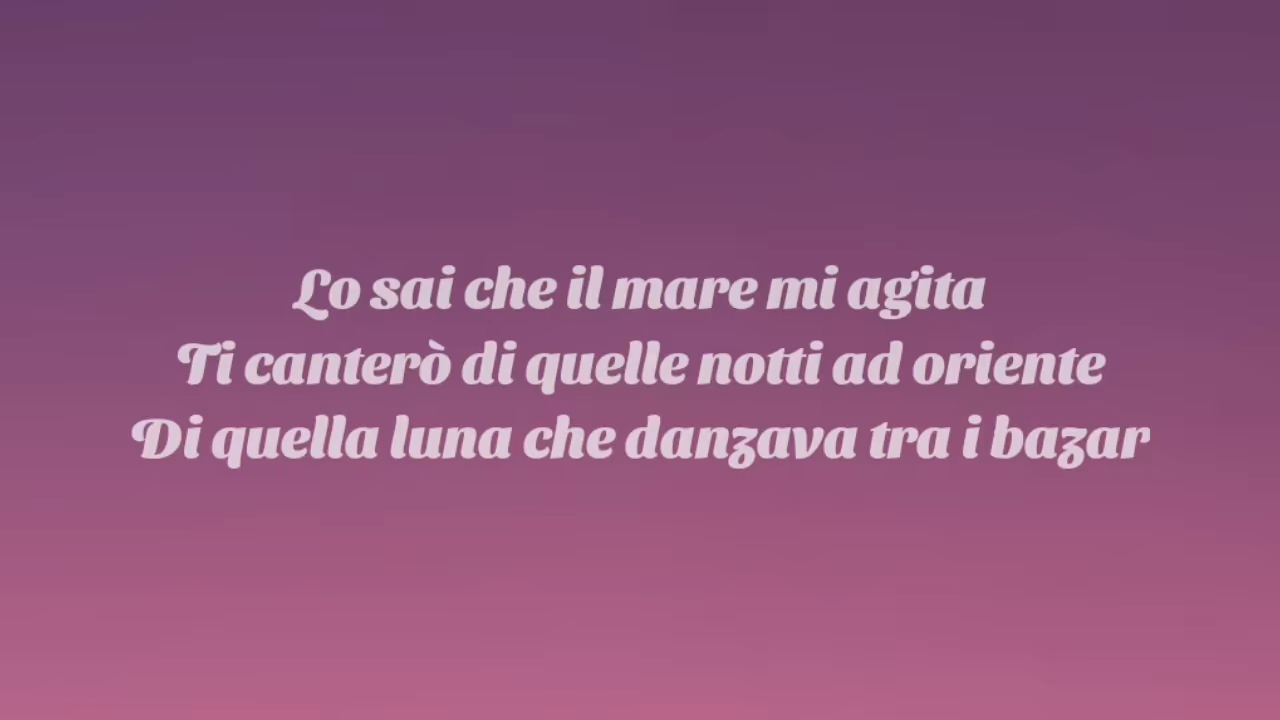 Lo sai che il mare mi agita
Ti canterò di quelle notti ad oriente
Di quella luna che danzava tra i bazar